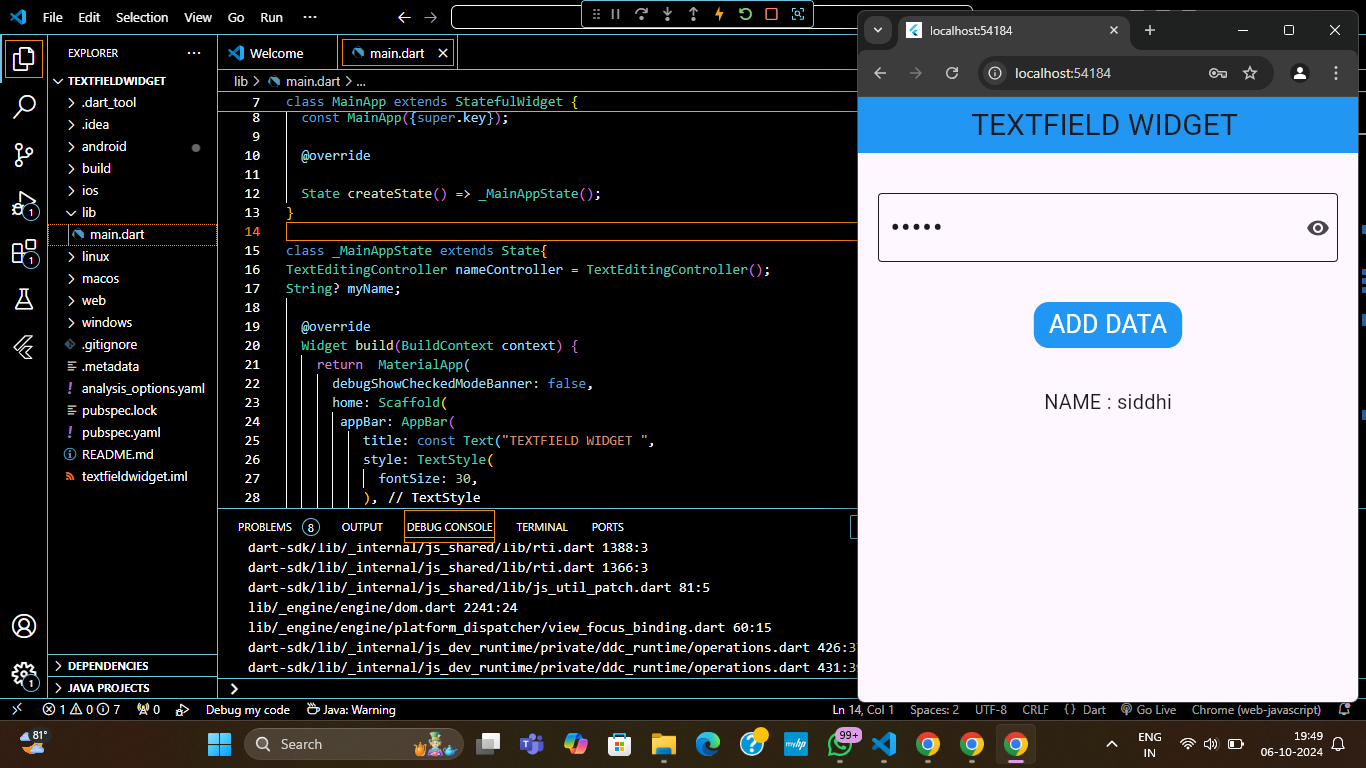 File Edit Selection View Go Run ···
EXPLORER ···
TEXTFIELDWIDGET
.dart_tool
.idea
android
build
ios
lib
main.dart
linux
macos
web
windows
.gitignore
.metadata
analysis_options.yaml
pubspec.lock
pubspec.yaml
README.md
textfieldwidget.iml
DEPENDENCIES
JAVA PROJECTS
1
1
1
Welcome
main.dart
lib > main.dart > ...
7 class MainApp extends StatefulWidget {
8 const MainApp({super.key});
9
10 @override
11
12 State createState() => _MainAppState();
13 }
14
15 class _MainAppState extends State{
16 TextEditingController nameController = TextEditingController();
17 String? myName;
18
19 @override
20 Widget build(BuildContext context) {
21 return MaterialApp(
22 debugShowCheckedModeBanner: false,
23 home: Scaffold(
24 appBar: AppBar(
25 title: const Text("TEXTFIELD WIDGET ",
26 style: TextStyle(
27 fontSize: 30,
28 ), // TextStyle
PROBLEMS 8 OUTPUT DEBUG CONSOLE TERMINAL PORTS
dart-sdk/lib/_internal/js_shared/lib/rti.dart 1388:3
dart-sdk/lib/_internal/js_shared/lib/rti.dart 1366:3
dart-sdk/lib/_internal/js_shared/lib/js_util_patch.dart 81:5
lib/_engine/engine/dom.dart 2241:24
lib/_engine/engine/platform_dispatcher/view_focus_binding.dart 60:15
dart-sdk/lib/_internal/js_dev_runtime/private/ddc_runtime/operations.dart 426:3
dart-sdk/lib/_internal/js_dev_runtime/private/ddc_runtime/operations.dart 431:3
localhost:54184
localhost:54184
TEXTFIELD WIDGET
•••••
ADD DATA
NAME : siddhi
1 0 7 0 Debug my code Java: Warning Ln 14, Col 1 Spaces: 2 UTF-8 CRLF {} Dart Go Live Chrome (web-javascript)
81° Search myhp 99+
ENG
IN
19:49
06-10-2024